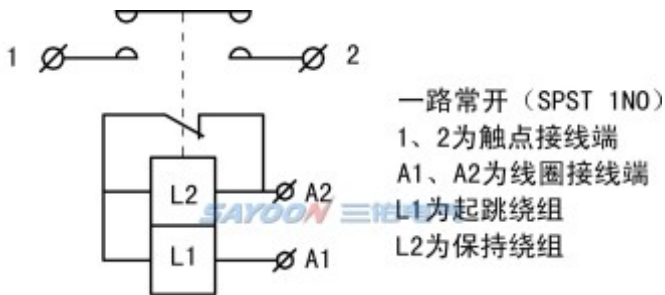 1
2
一路常开（SPST 1NO）
1、2为触点接线端
A1、A2为线圈接线端
L1为起跳绕组
L2为保持绕组
L2
A2
SAYOON 三佑
L1
A1